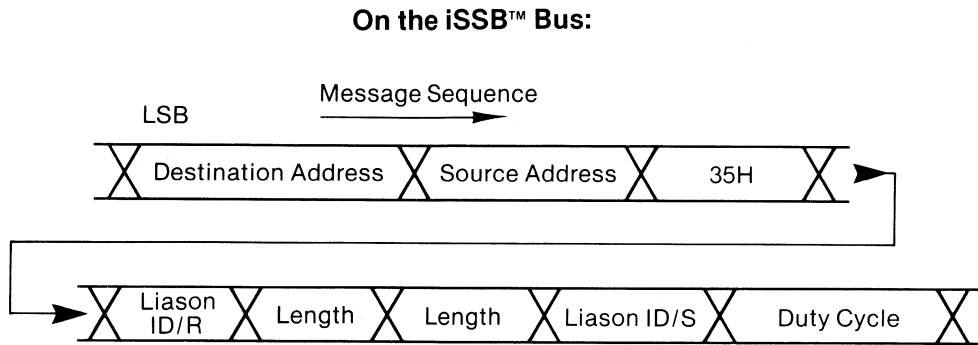 On the iSSB™ Bus:
Message Sequence
LSB
Destination Address Source Address 35H
Liason ID/R Length Length Liason ID/S Duty Cycle